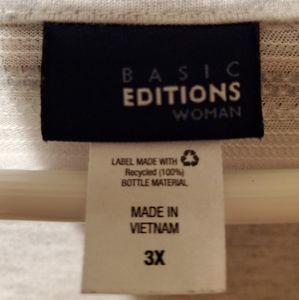 BASIC
EDITIONS
WOMAN
LABEL MADE WITH
Recycled (100%)
BOTTLE MATERIAL
MADE IN
VIETNAM
3X